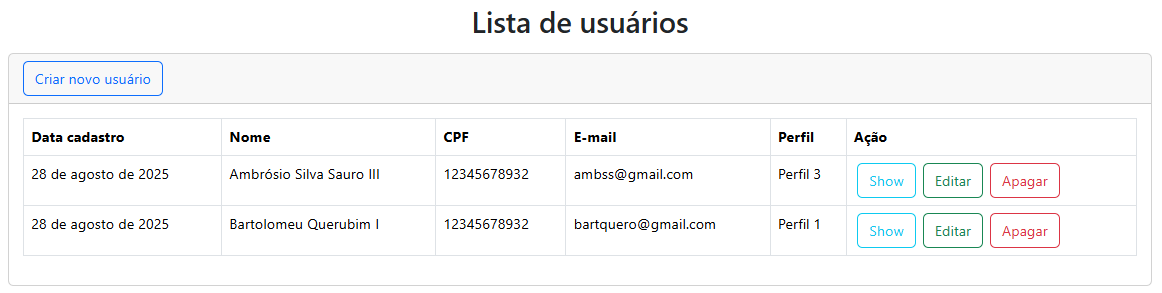 Lista de usuários
Criar novo usuário
Data cadastro Nome CPF E-mail Perfil Ação
28 de agosto de 2025 Ambrósio Silva Sauro III 12345678932 ambss@gmail.com Perfil 3 Show Editar Apagar
28 de agosto de 2025 Bartolomeu Querubim I 12345678932 bartquero@gmail.com Perfil 1 Show Editar Apagar